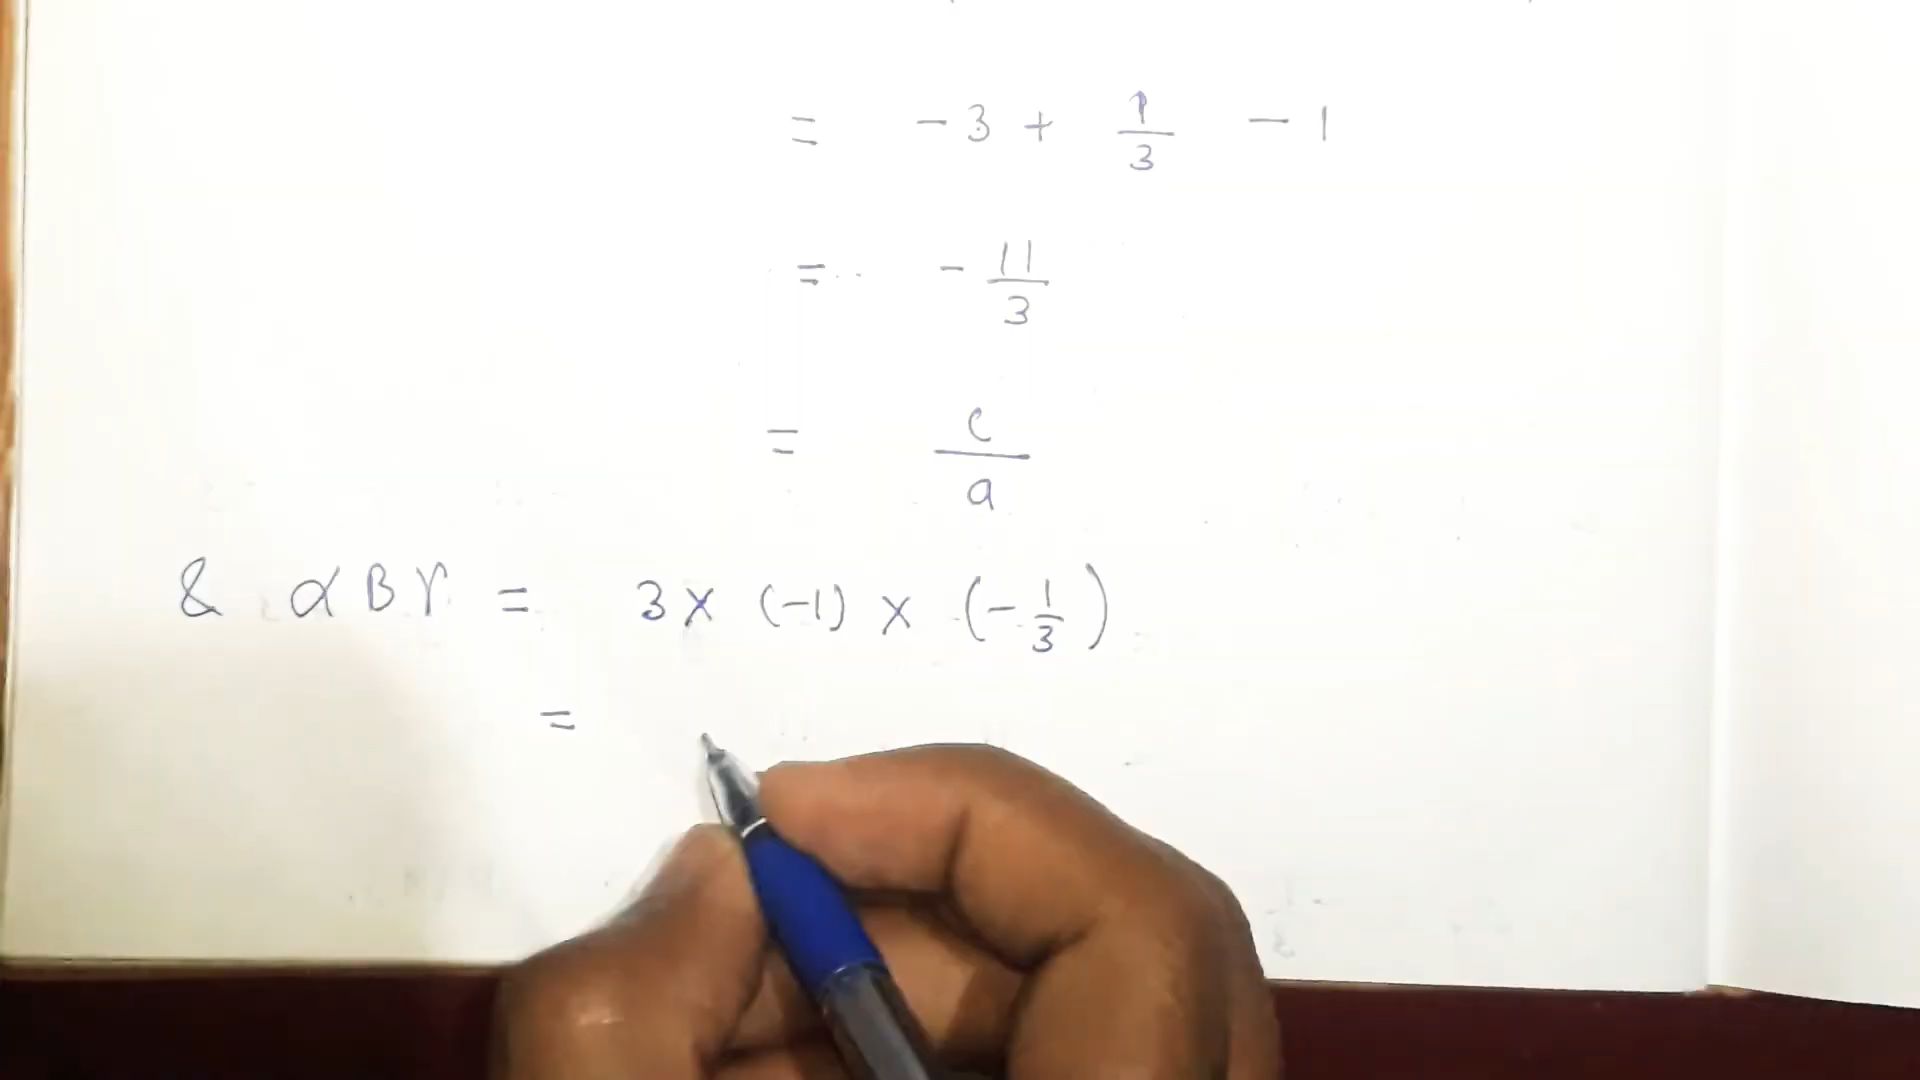 = -3 + 1/3 - 1
= - 11/3
= c/a
& αβγ = 3 × (-1) × (-1/3)
=